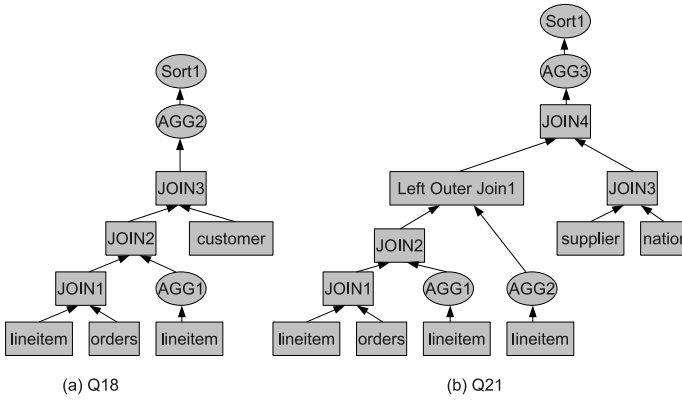 Sort1
Sort1
AGG2
AGG3
JOIN4
JOIN3
Left Outer Join1
JOIN3
JOIN2
customer
JOIN2
supplier
nation
JOIN1
AGG1
JOIN1
AGG1
AGG2
lineitem
orders
lineitem
lineitem
orders
lineitem
lineitem
(a) Q18
(b) Q21